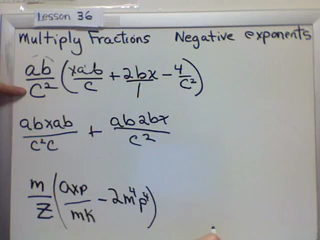 Lesson 36
Multiply Fractions Negative exponents
ab/c² (xab/c + 2bx/1 - 4/c²)
abxab/c²c + ab2bx/c²
m/z (axp/mk - 2m⁴p⁴)